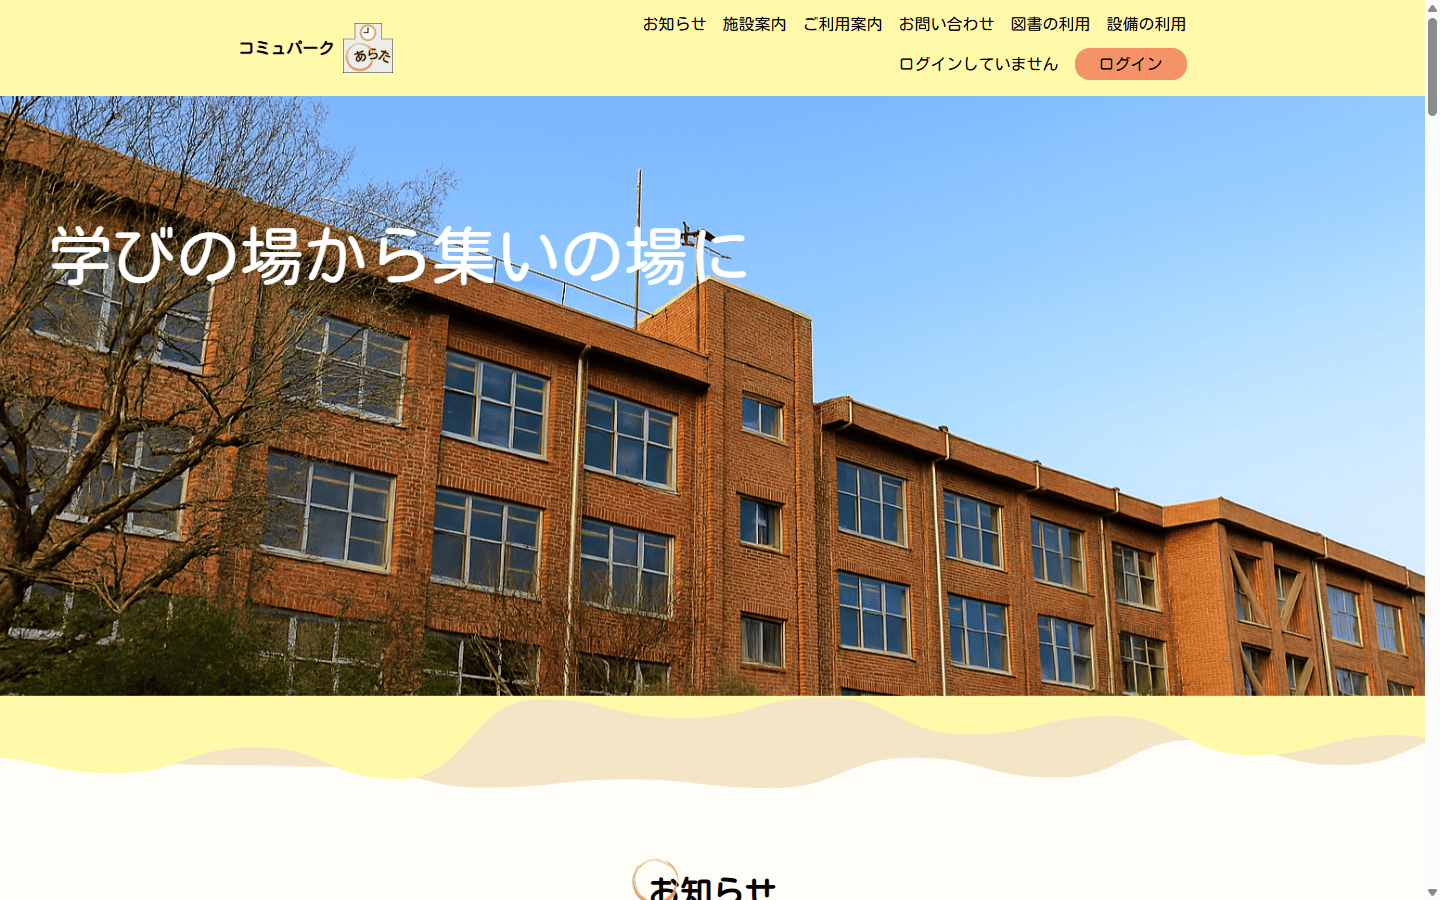 コミュパーク
あらた
お知らせ 施設案内 ご利用案内 お問い合わせ 図書の利用 設備の利用
ログインしていません ログイン
学びの場から集いの場に
お知らせ